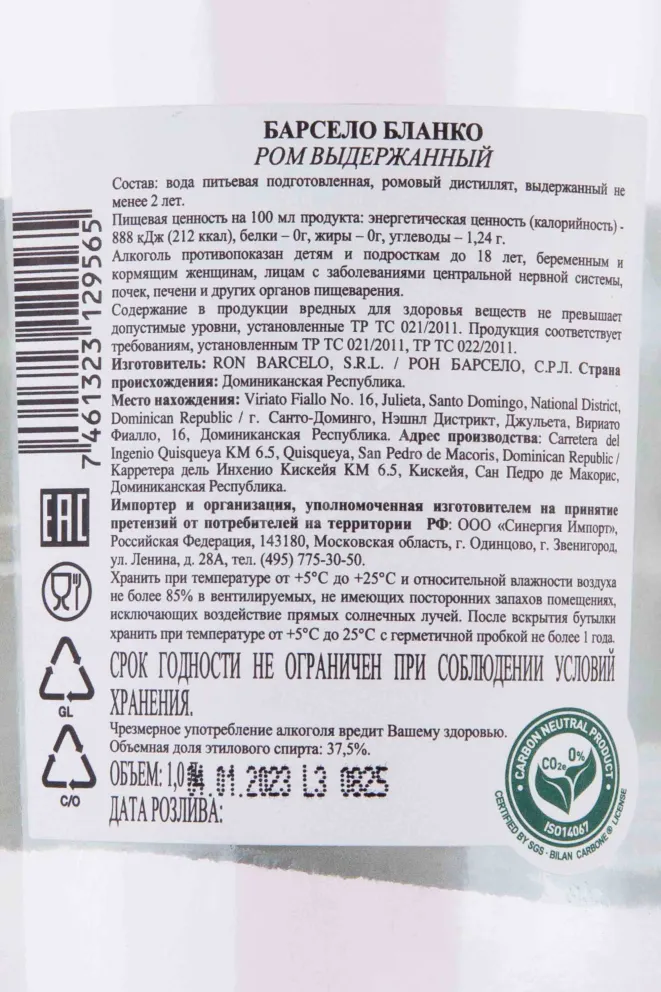 БАРСЕЛО БЛАНКО
РОМ ВЫДЕРЖАННЫЙ
Состав: вода питьевая подготовленная, ромовый дистиллят, выдержанный не
менее 2 лет.
Пищевая ценность на 100 мл продукта: энергетическая ценность (калорийность) -
888 кДж (212 ккал), белки – 0г, жиры – 0г, углеводы – 1,24 г.
Алкоголь противопоказан детям и подросткам до 18 лет, беременным и
кормящим женщинам, лицам с заболеваниями центральной нервной системы,
почек, печени и других органов пищеварения.
Содержание в продукции вредных для здоровья веществ не превышает
допустимые уровни, установленные ТР ТС 021/2011. Продукция соответствует
требованиям, установленным ТР ТС 021/2011, ТР ТС 022/2011.
Изготовитель: RON BARCELO, S.R.L. / РОН БАРСЕЛО, С.Р.Л. Страна
происхождения: Доминиканская Республика.
Место нахождения: Viriato Fiallo No. 16, Julieta, Santo Domingo, National District,
Dominican Republic / г. Санто-Доминго, Нэшнл Дистрикт, Джульета, Вириато
Фиалло, 16, Доминиканская Республика. Адрес производства: Carretera del
Ingenio Quisqueya KM 6.5, Quisqueya, San Pedro de Macoris, Dominican Republic /
Карретера дель Инхенио Кискейя КМ 6.5, Кискейя, Сан Педро де Макорис,
Доминиканская Республика.
Импортер и организация, уполномоченная изготовителем на принятие
претензий от потребителей на территории РФ: ООО «Синергия Импорт»,
Российская Федерация, 143180, Московская область, г. Одинцово, г. Звенигород,
ул. Ленина, д. 28А, тел. (495) 775-30-50.
Хранить при температуре от +5°С до +25°С и относительной влажности воздуха
не более 85% в вентилируемых, не имеющих посторонних запахов помещениях,
исключающих воздействие прямых солнечных лучей. После вскрытия бутылки
хранить при температуре от +5°С до 25°С с герметичной пробкой не более 1 года.
СРОК ГОДНОСТИ НЕ ОГРАНИЧЕН ПРИ СОБЛЮДЕНИИ УСЛОВИЙ
ХРАНЕНИЯ.
Чрезмерное употребление алкоголя вредит Вашему здоровью.
Объемная доля этилового спирта: 37,5%.
ОБЪЕМ: 1,0 .01.2023 L3 0825
ДАТА РОЗЛИВА:
7 461323 129565
EAC
GL
C/O
CARBON NEUTRAL PRODUCT
0%
CO2e
ISO14067
CERTIFIED BY SGS · BILAN CARBONE ® LICENSE